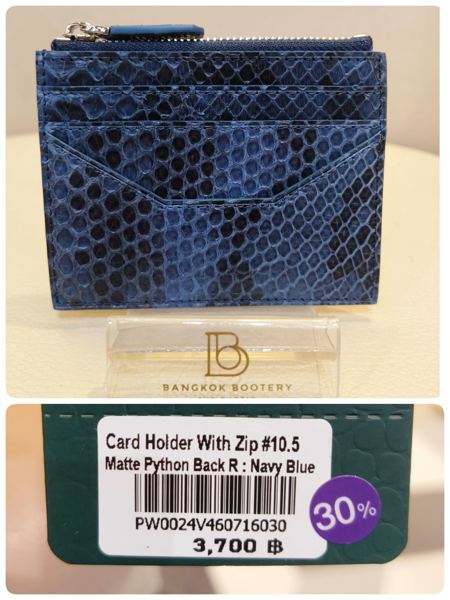 B
BANGKOK BOOTERY
Card Holder With Zip #10.5
Matte Python Back R : Navy Blue
PW0024V460716030
3,700 ฿
30%